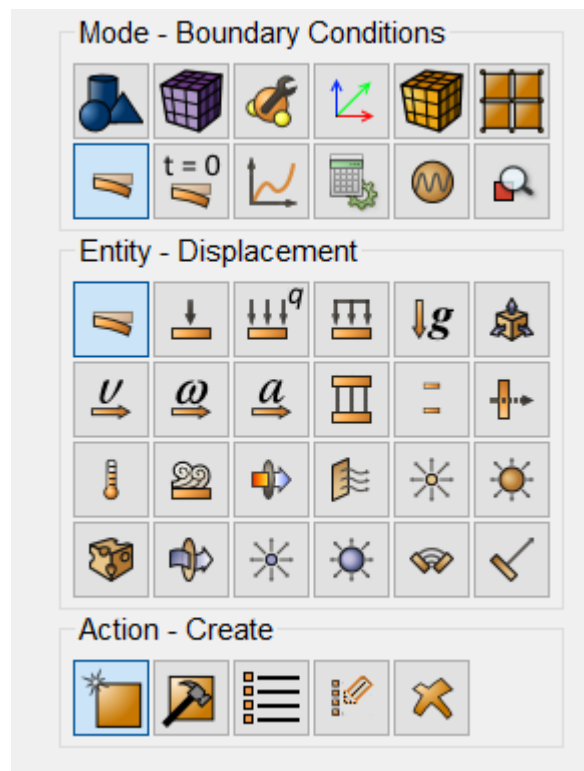 Mode - Boundary Conditions
t = 0
Entity - Displacement
q
g
υ ω a
Action - Create